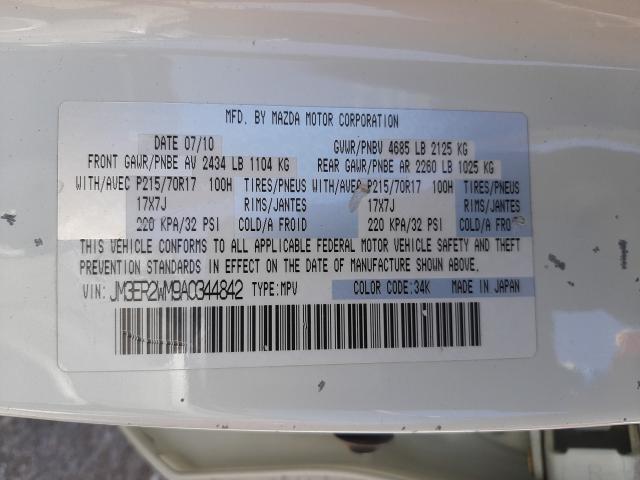 MFD. BY MAZDA MOTOR CORPORATION
DATE 07/10 GVWR/PNBV 4685 LB 2125 KG
FRONT GAWR/PNBE AV 2434 LB 1104 KG REAR GAWR/PNBE AR 2260 LB 1025 KG
WITH/AVEC P215/70R17 100H TIRES/PNEUS WITH/AVEC P215/70R17 100H TIRES/PNEUS
17X7J RIMS/JANTES 17X7J RIMS/JANTES
220 KPA/32 PSI COLD/A FROID 220 KPA/32 PSI COLD/A FROID
THIS VEHICLE CONFORMS TO ALL APPLICABLE FEDERAL MOTOR VEHICLE SAFETY AND THEFT
PREVENTION STANDARDS IN EFFECT ON THE DATE OF MANUFACTURE SHOWN ABOVE.
VIN: JM3ER2WM9A0344842 TYPE:MPV COLOR CODE:34K MADE IN JAPAN